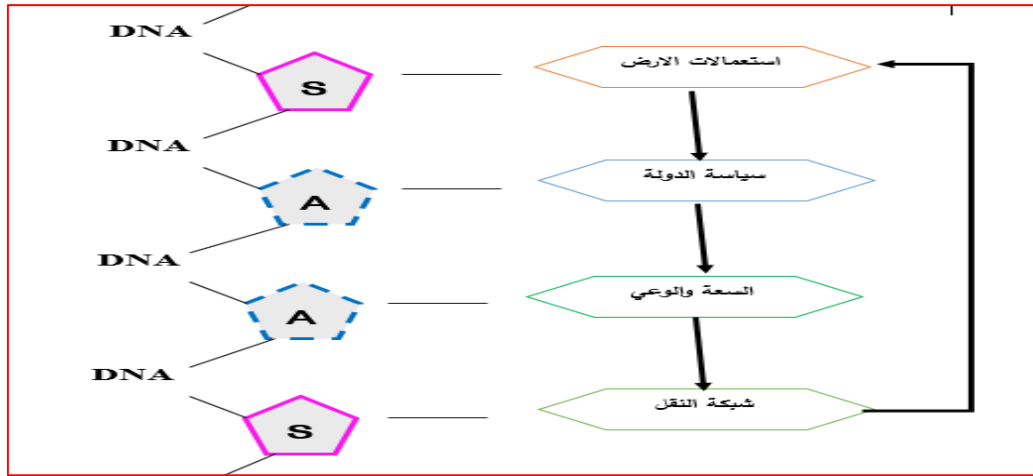 DNA
S
استعمالات الارض
DNA
A
سياسة الدولة
DNA
A
السعة والوعي
DNA
S
شبكة النقل